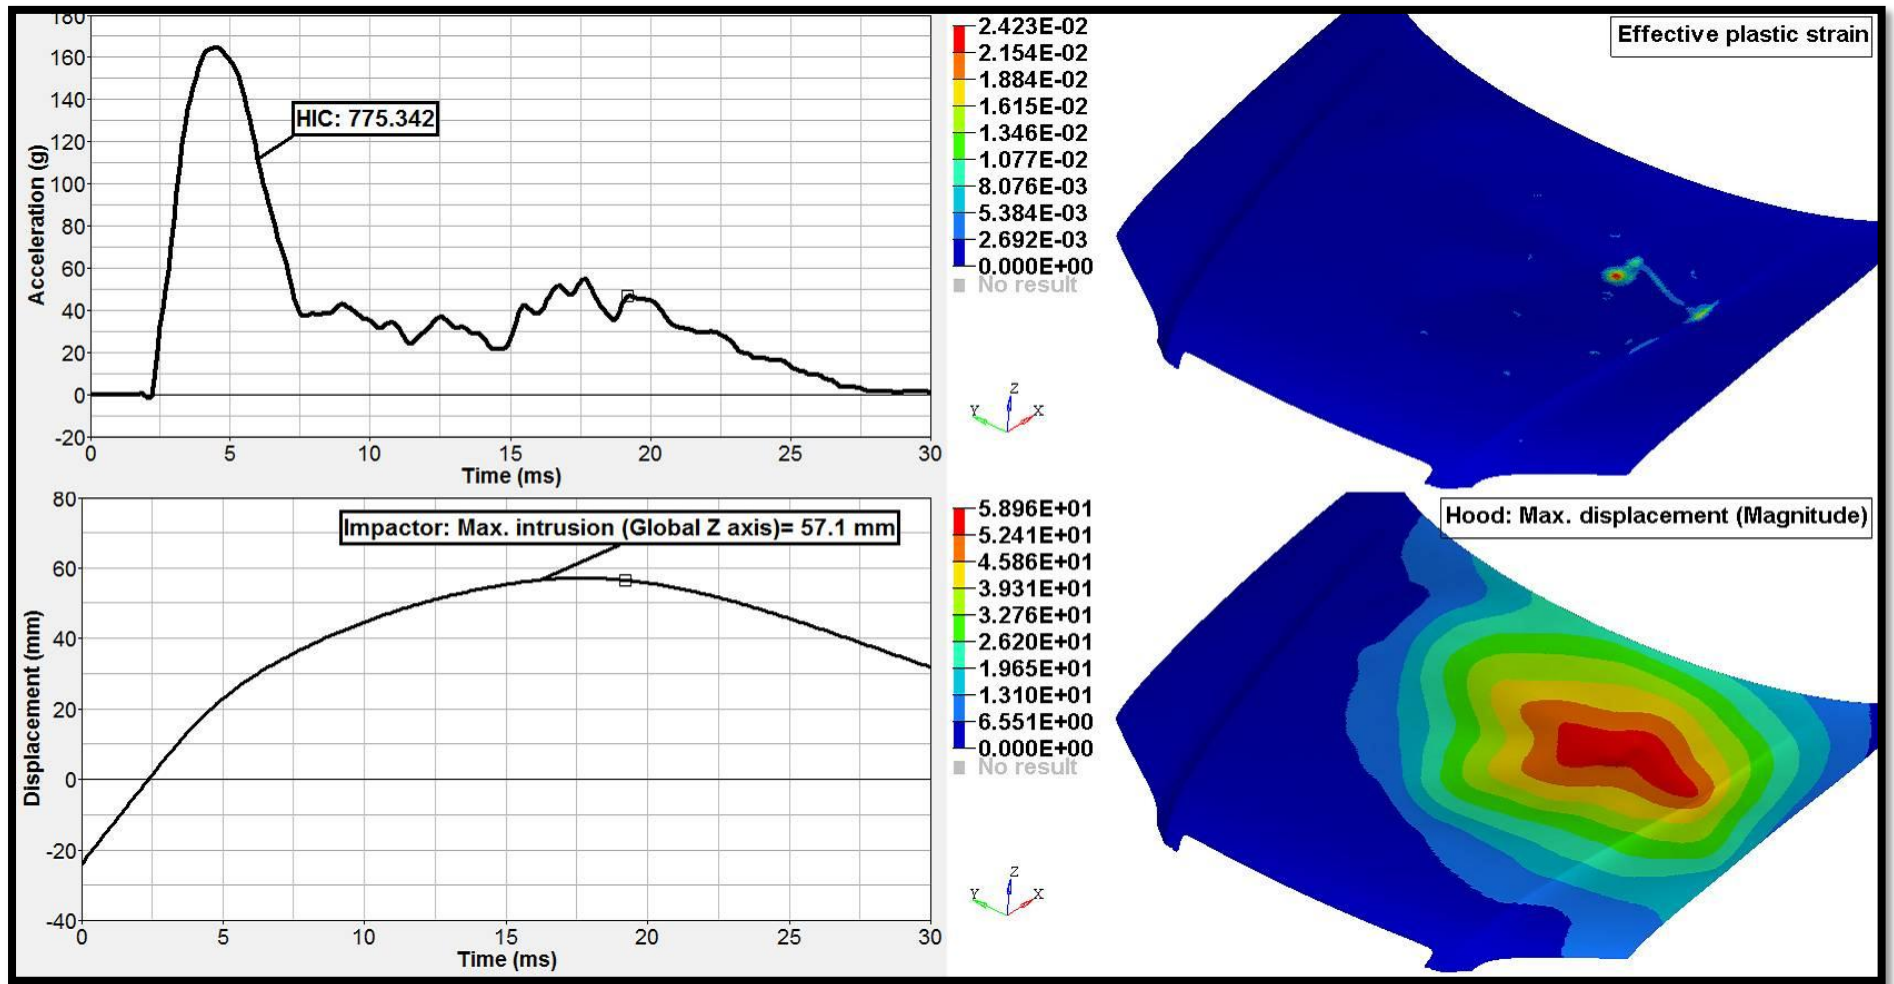 180
160
140
120
100
80
60
40
20
0
-20
Acceleration (g)
HIC: 775.342
0 5 10 15 20 25 30
Time (ms)
2.423E-02
2.154E-02
1.884E-02
1.615E-02
1.346E-02
1.077E-02
8.076E-03
5.384E-03
2.692E-03
0.000E+00
No result
Effective plastic strain
Z
Y X
80
60
40
20
0
-20
-40
Displacement (mm)
Impactor: Max. intrusion (Global Z axis)= 57.1 mm
0 5 10 15 20 25 30
Time (ms)
5.896E+01
5.241E+01
4.586E+01
3.931E+01
3.276E+01
2.620E+01
1.965E+01
1.310E+01
6.551E+00
0.000E+00
No result
Hood: Max. displacement (Magnitude)
Z
Y X